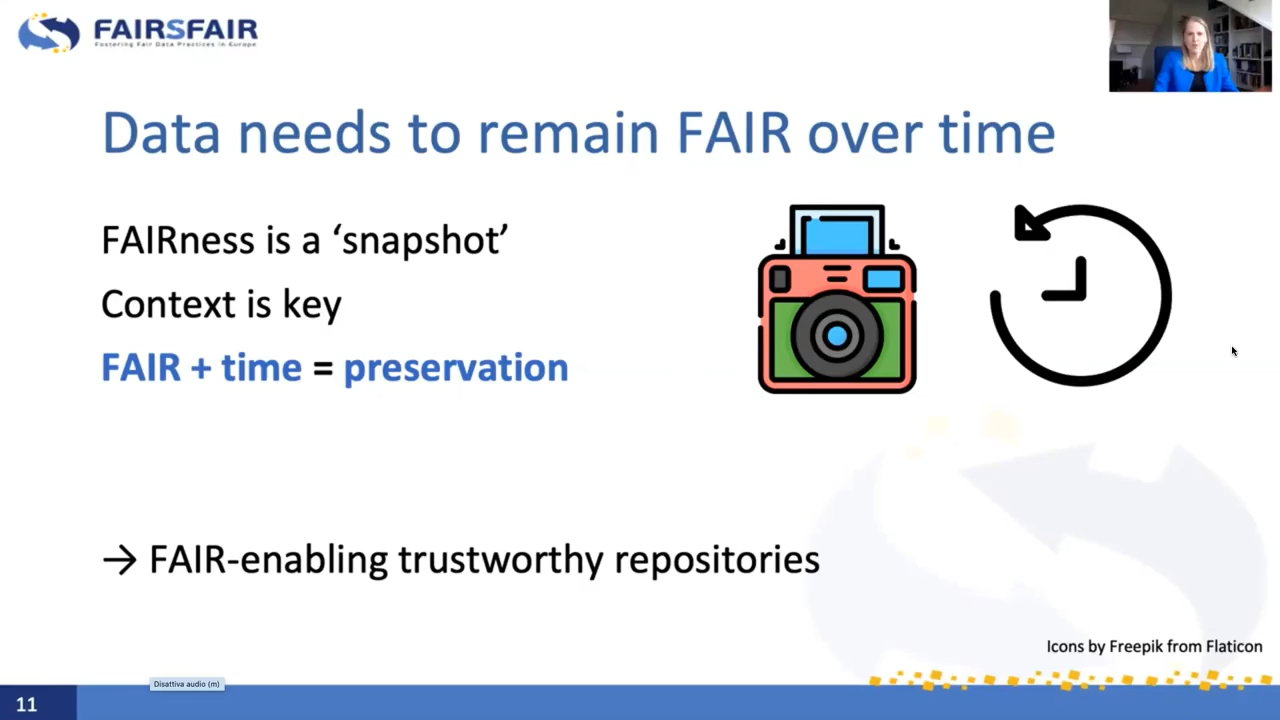 FAIRSFAIR
Fostering Fair Data Practices in Europe
Data needs to remain FAIR over time
FAIRness is a ‘snapshot’
Context is key
FAIR + time = preservation
→ FAIR-enabling trustworthy repositories
Icons by Freepik from Flaticon
Disattiva audio (m)
11